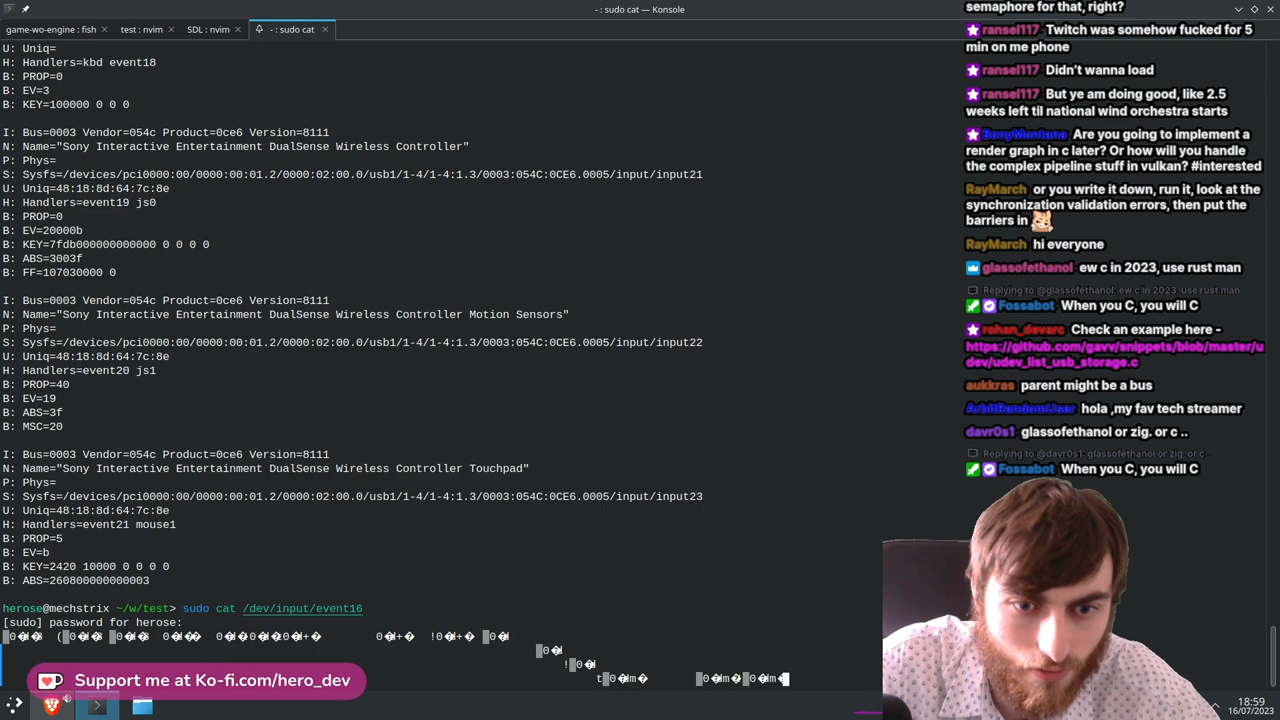 - : sudo cat — Konsole
game-wo-engine : fish
test : nvim
SDL : nvim
- : sudo cat
U: Uniq=
H: Handlers=kbd event18
B: PROP=0
B: EV=3
B: KEY=100000 0 0 0
I: Bus=0003 Vendor=054c Product=0ce6 Version=8111
N: Name="Sony Interactive Entertainment DualSense Wireless Controller"
P: Phys=
S: Sysfs=/devices/pci0000:00/0000:00:01.2/0000:02:00.0/usb1/1-4/1-4:1.3/0003:054C:0CE6.0005/input/input21
U: Uniq=48:18:8d:64:7c:8e
H: Handlers=event19 js0
B: PROP=0
B: EV=20000b
B: KEY=7fdb000000000000 0 0 0 0
B: ABS=3003f
B: FF=107030000 0
I: Bus=0003 Vendor=054c Product=0ce6 Version=8111
N: Name="Sony Interactive Entertainment DualSense Wireless Controller Motion Sensors"
P: Phys=
S: Sysfs=/devices/pci0000:00/0000:00:01.2/0000:02:00.0/usb1/1-4/1-4:1.3/0003:054C:0CE6.0005/input/input22
U: Uniq=48:18:8d:64:7c:8e
H: Handlers=event20 js1
B: PROP=40
B: EV=19
B: ABS=3f
B: MSC=20
I: Bus=0003 Vendor=054c Product=0ce6 Version=8111
N: Name="Sony Interactive Entertainment DualSense Wireless Controller Touchpad"
P: Phys=
S: Sysfs=/devices/pci0000:00/0000:00:01.2/0000:02:00.0/usb1/1-4/1-4:1.3/0003:054C:0CE6.0005/input/input23
U: Uniq=48:18:8d:64:7c:8e
H: Handlers=event21 mouse1
B: PROP=5
B: EV=b
B: KEY=2420 10000 0 0 0 0
B: ABS=260800000000003
herose@mechstrix ~/w/test> sudo cat /dev/input/event16
[sudo] password for herose:
Support me at Ko-fi.com/hero_dev
semaphore for that, right?
ransel117 Twitch was somehow fucked for 5
min on me phone
ransel117 Didn't wanna load
ransel117 But ye am doing good, like 2.5
weeks left til national wind orchestra starts
BonyMontana Are you going to implement a
render graph in c later? Or how will you handle
the complex pipeline stuff in vulkan? #interested
RayMarch or you write it down, run it, look at the
synchronization validation errors, then put the
barriers in
RayMarch hi everyone
glassofethanol ew c in 2023, use rust man
Replying to @glassofethanol: ew c in 2023, use rust man
Fossabot When you C, you will C
rohan_devarc Check an example here -
https://github.com/gavv/snippets/blob/master/u
dev/udev_list_usb_storage.c
aukkras parent might be a bus
ArbitRandomUser hola ,my fav tech streamer
davr0s1 glassofethanol or zig. or c ..
Replying to @davr0s1: glassofethanol or zig. or c ..
Fossabot When you C, you will C
18:59
16/07/2023